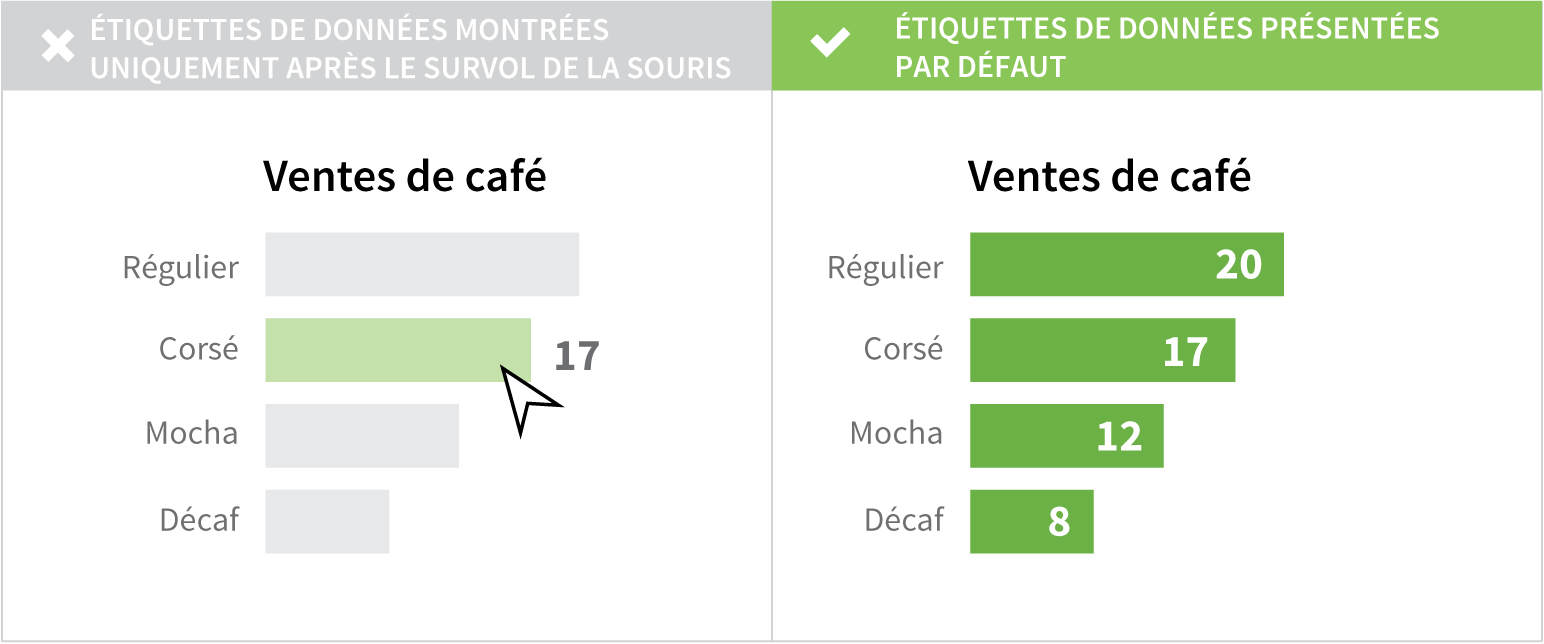 ÉTIQUETTES DE DONNÉES MONTRÉES
UNIQUEMENT APRÈS LE SURVOL DE LA SOURIS
Ventes de café
Régulier
Corsé 17
Mocha
Décaf
ÉTIQUETTES DE DONNÉES PRÉSENTÉES
PAR DÉFAUT
Ventes de café
Régulier 20
Corsé 17
Mocha 12
Décaf 8